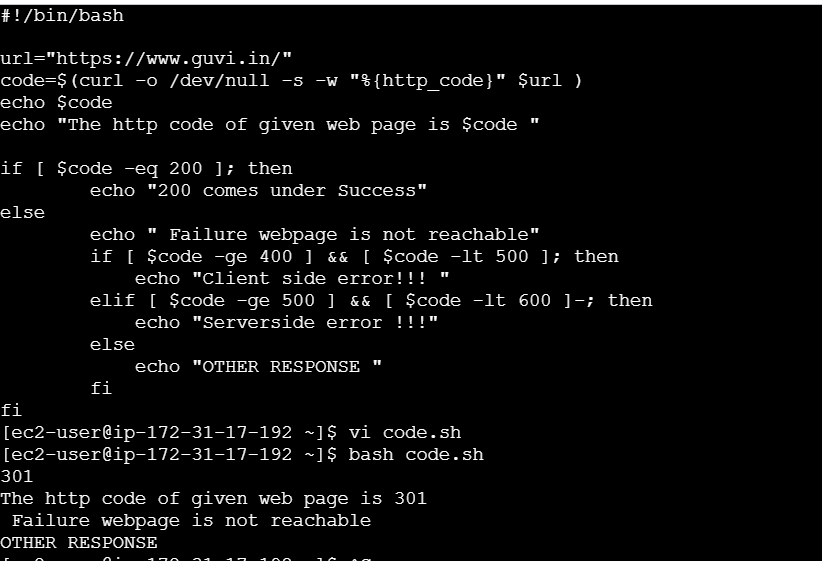 #!/bin/bash
url="https://www.guvi.in/"
code=$(curl -o /dev/null -s -w "%{http_code}" $url )
echo $code
echo "The http code of given web page is $code "
if [ $code -eq 200 ]; then
        echo "200 comes under Success"
else
        echo " Failure webpage is not reachable"
        if [ $code -ge 400 ] && [ $code -lt 500 ]; then
            echo "Client side error!!! "
        elif [ $code -ge 500 ] && [ $code -lt 600 ]-; then
            echo "Serverside error !!!"
        else
            echo "OTHER RESPONSE "
        fi
fi
[ec2-user@ip-172-31-17-192 ~]$ vi code.sh
[ec2-user@ip-172-31-17-192 ~]$ bash code.sh
301
The http code of given web page is 301
 Failure webpage is not reachable
OTHER RESPONSE